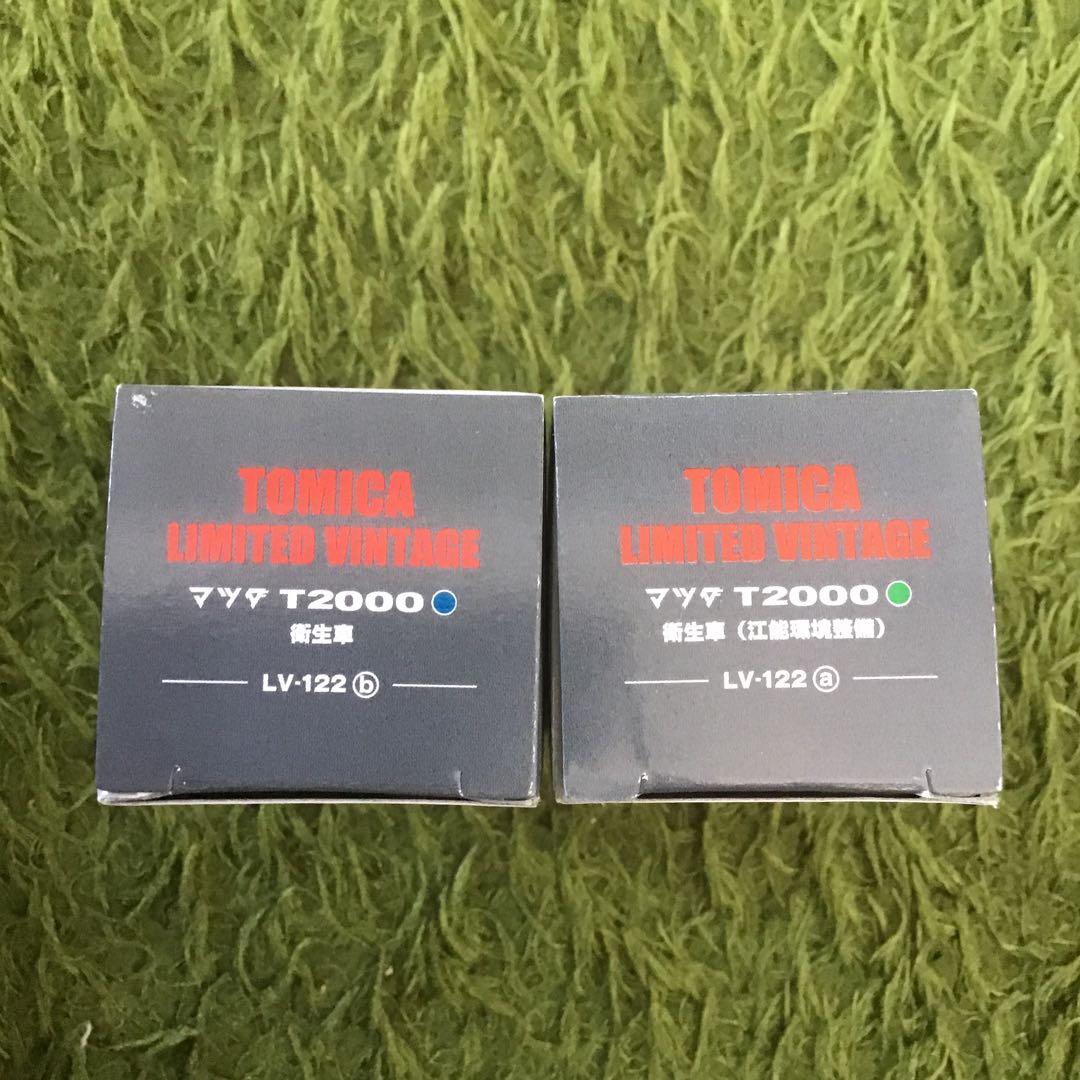 TOMICA
LIMITED VINTAGE
マツダ T2000
衛生車
LV-122 ⓑ
TOMICA
LIMITED VINTAGE
マツダ T2000
衛生車（江能環境整備）
LV-122 ⓐ